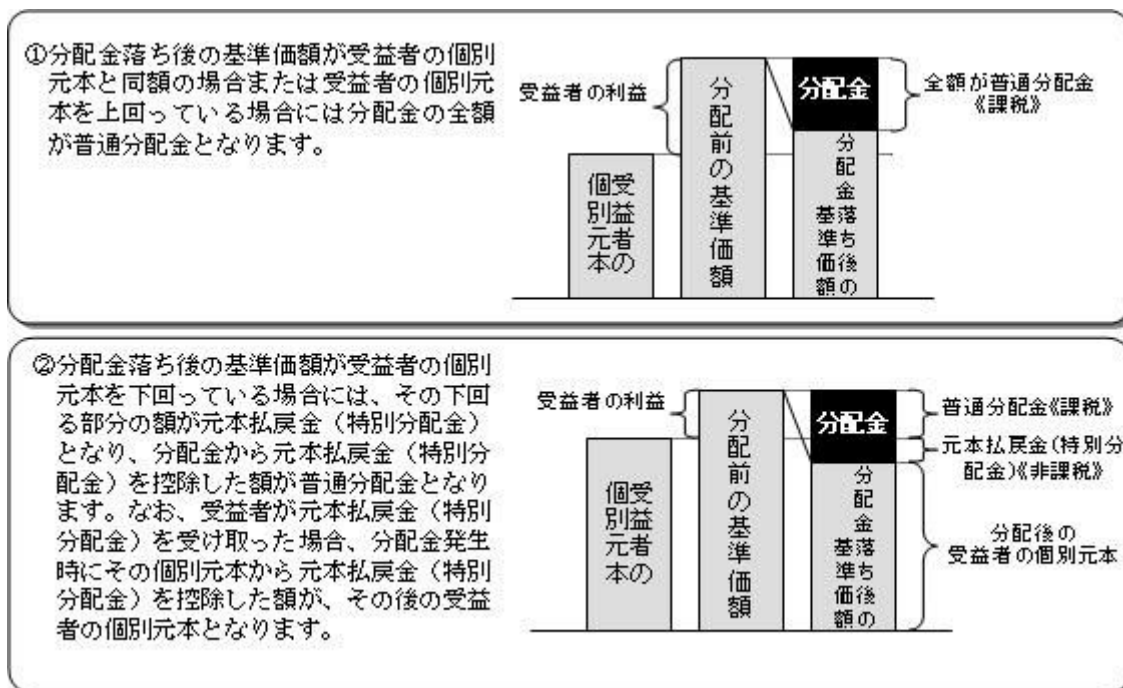 ①分配金落ち後の基準価額が受益者の個別
元本と同額の場合または受益者の個別元
本を上回っている場合には分配金の全額
が普通分配金となります。
受益者の利益
受益者の
個別元本
分配前の基準価額
分配金
分配金落ち後の
基準価額
全額が普通分配金
《課税》
②分配金落ち後の基準価額が受益者の個別
元本を下回っている場合には、その下回
る部分の額が元本払戻金（特別分配金）
となり、分配金から元本払戻金（特別分
配金）を控除した額が普通分配金となり
ます。なお、受益者が元本払戻金（特別
分配金）を受け取った場合、分配金発生
時にその個別元本から元本払戻金（特別
分配金）を控除した額が、その後の受益
者の個別元本となります。
受益者の利益
受益者の
個別元本
分配前の基準価額
分配金
分配金落ち後の
基準価額
普通分配金《課税》
元本払戻金（特別分
配金）《非課税》
分配後の
受益者の個別元本